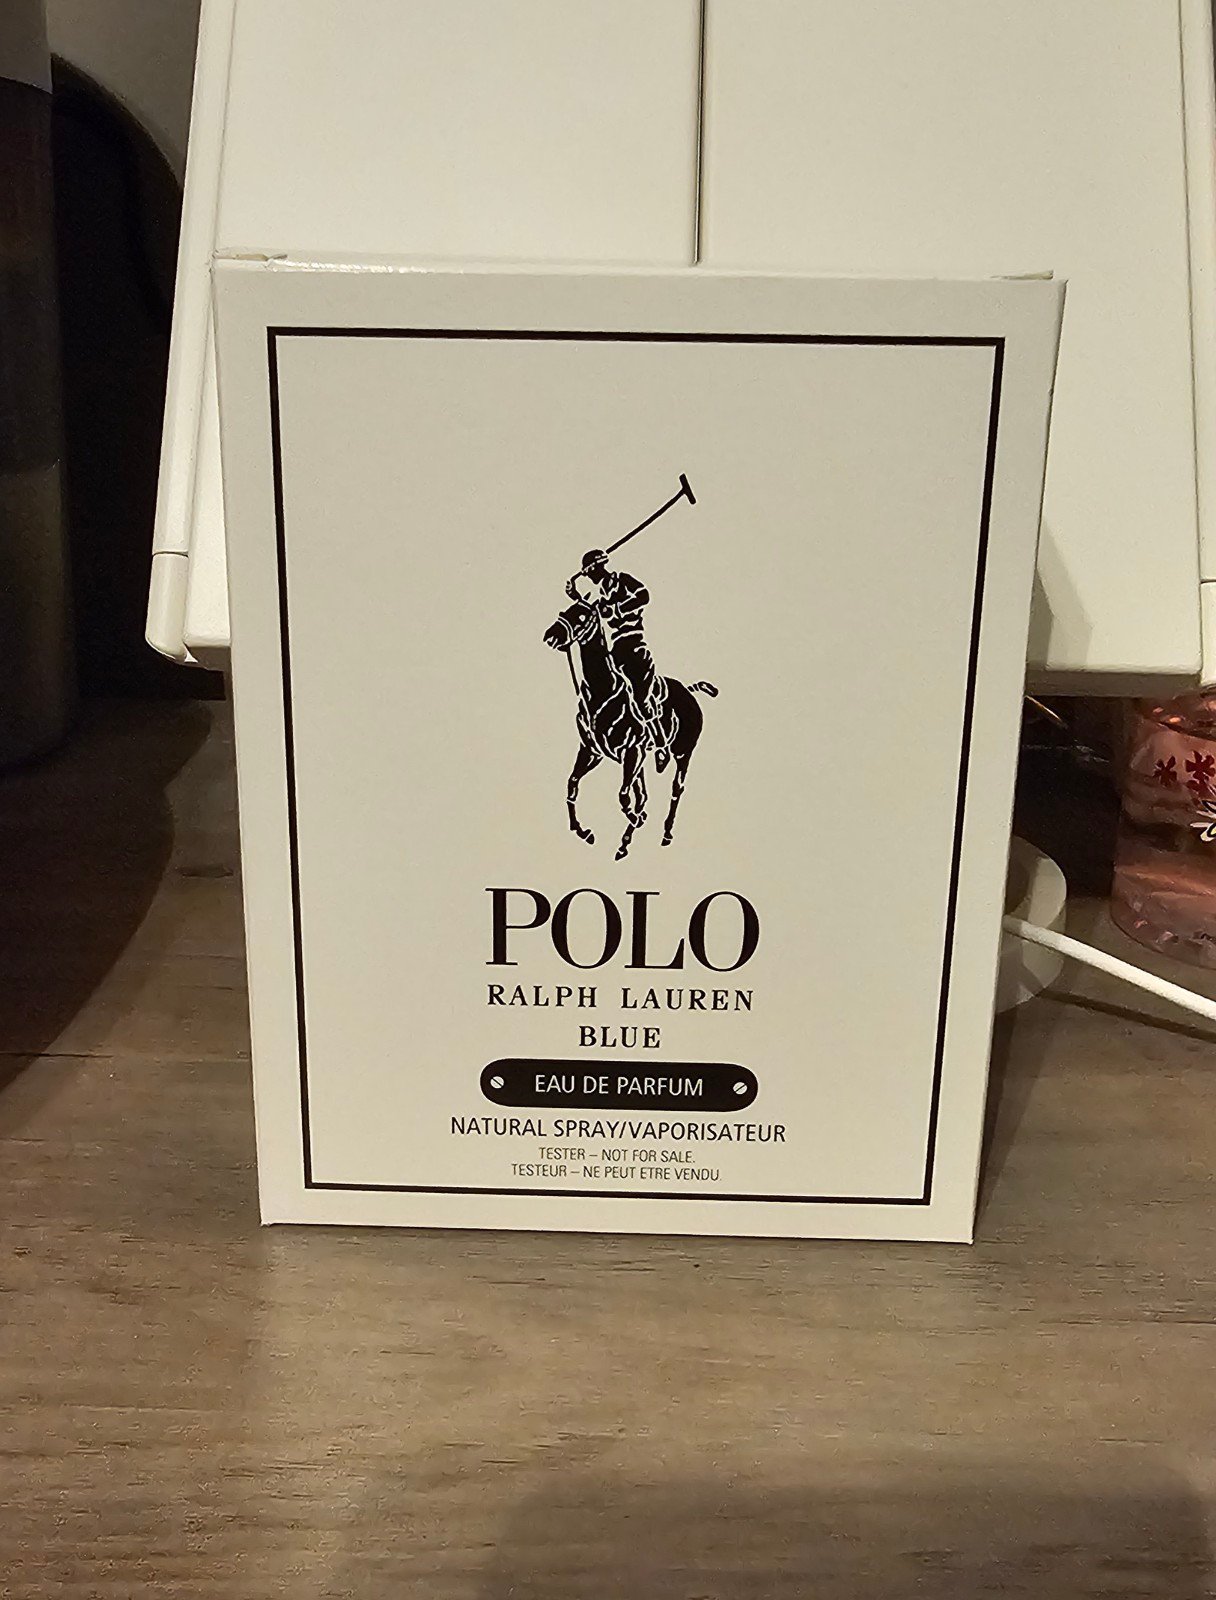 POLO
RALPH LAUREN
BLUE
EAU DE PARFUM
NATURAL SPRAY/VAPORISATEUR
TESTER – NOT FOR SALE.
TESTEUR – NE PEUT ETRE VENDU.